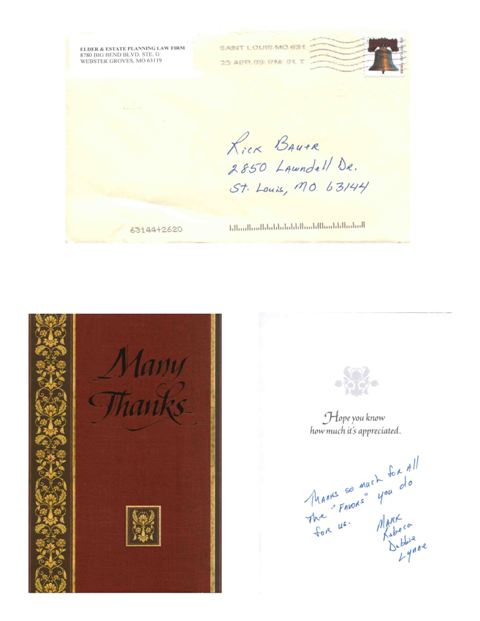 ELDER & ESTATE PLANNING LAW FIRM
8780 BIG BEND BLVD. STE. G
WEBSTER GROVES, MO 63119
SAINT LOUIS MO 631
23 APR 09 PM
Rick Bauer
2850 Lawndell Dr.
St. Louis, MO 63144
63144+2620
Many
Thanks
Hope you know
how much it's appreciated.
Thanks so much for all
the "Favors" you do
for us.
Mark
Rebeca
Debbie
Lynne